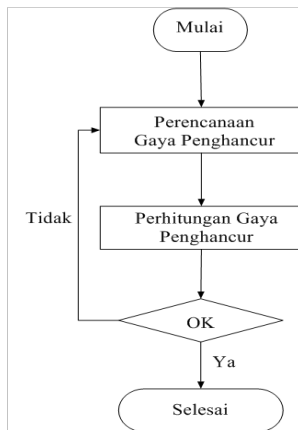 Mulai
Perencanaan
Gaya Penghancur
Tidak
Perhitungan Gaya
Penghancur
OK
Ya
Selesai